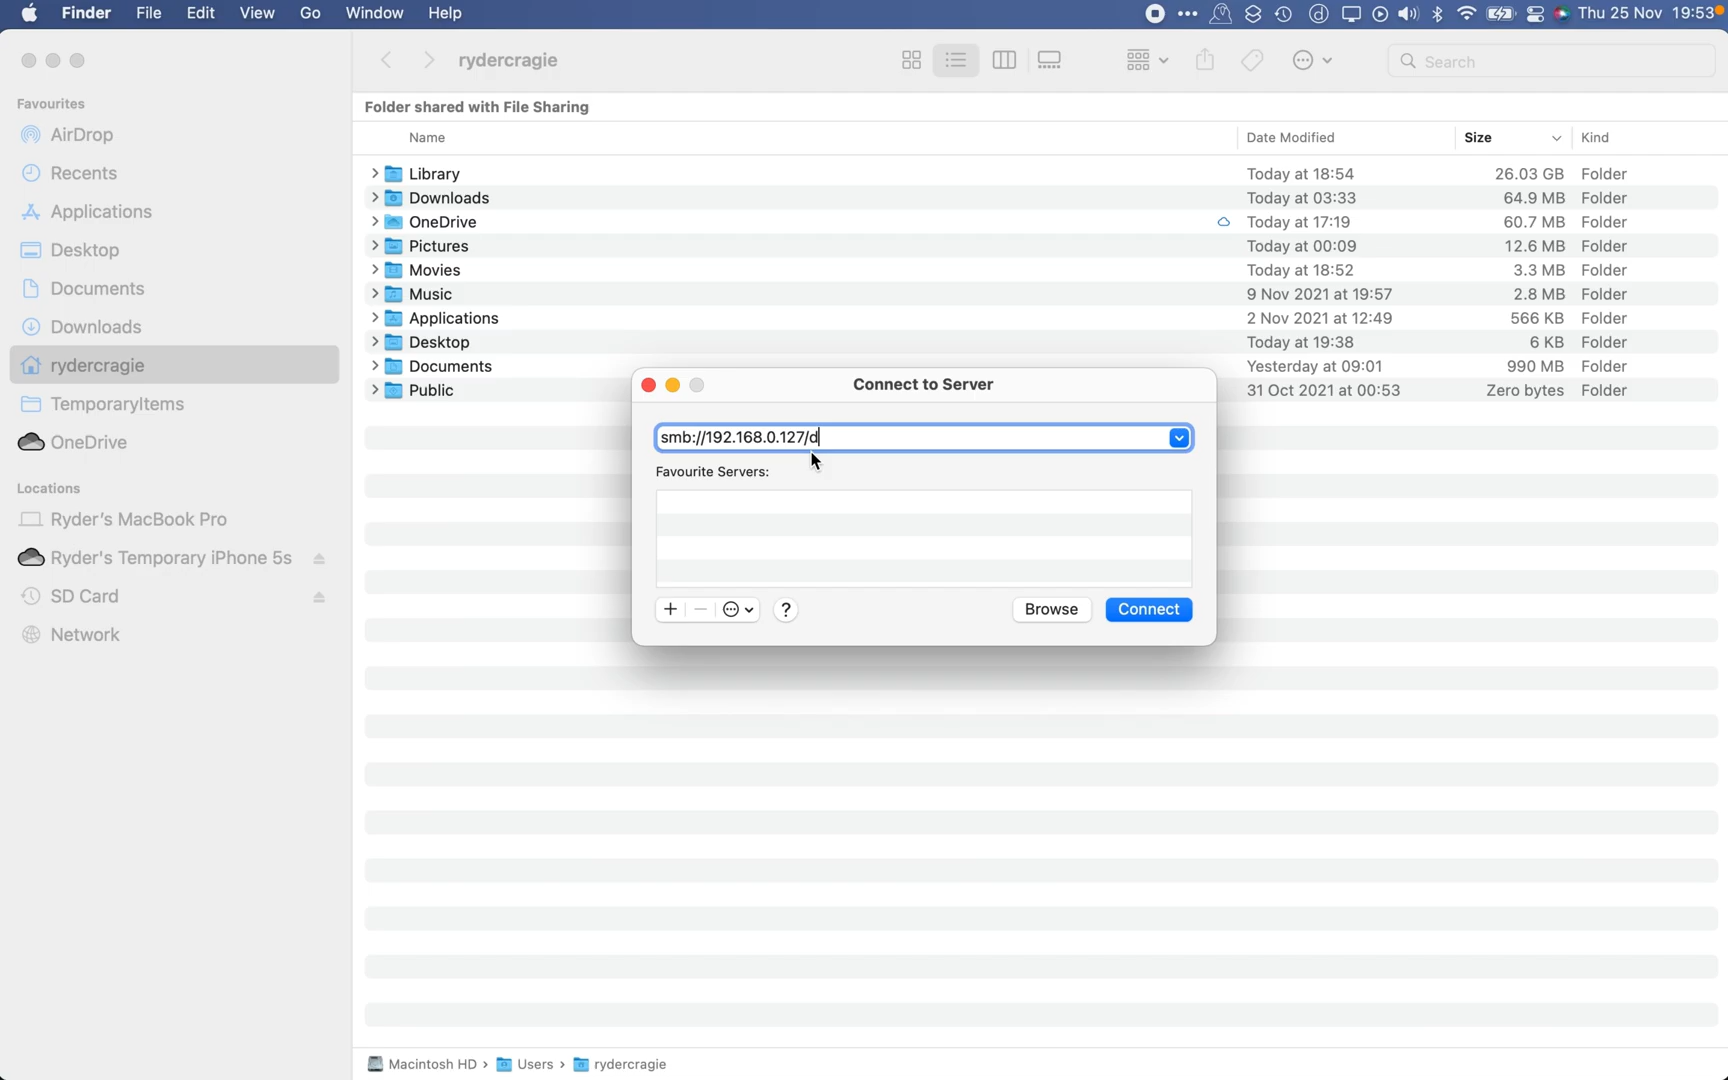 Finder File Edit View Go Window Help Thu 25 Nov 19:53
rydercragie Search
Favourites
AirDrop
Recents
Applications
Desktop
Documents
Downloads
rydercragie
TemporaryItems
OneDrive
Locations
Ryder's MacBook Pro
Ryder's Temporary iPhone 5s
SD Card
Network
Folder shared with File Sharing
Name Date Modified Size Kind
Library Today at 18:54 26.03 GB Folder
Downloads Today at 03:33 64.9 MB Folder
OneDrive Today at 17:19 60.7 MB Folder
Pictures Today at 00:09 12.6 MB Folder
Movies Today at 18:52 3.3 MB Folder
Music 9 Nov 2021 at 19:57 2.8 MB Folder
Applications 2 Nov 2021 at 12:49 566 KB Folder
Desktop Today at 19:38 6 KB Folder
Documents Yesterday at 09:01 990 MB Folder
Public 31 Oct 2021 at 00:53 Zero bytes Folder
Connect to Server
smb://192.168.0.127/d
Favourite Servers:
+ − ? Browse Connect
Macintosh HD › Users › rydercragie